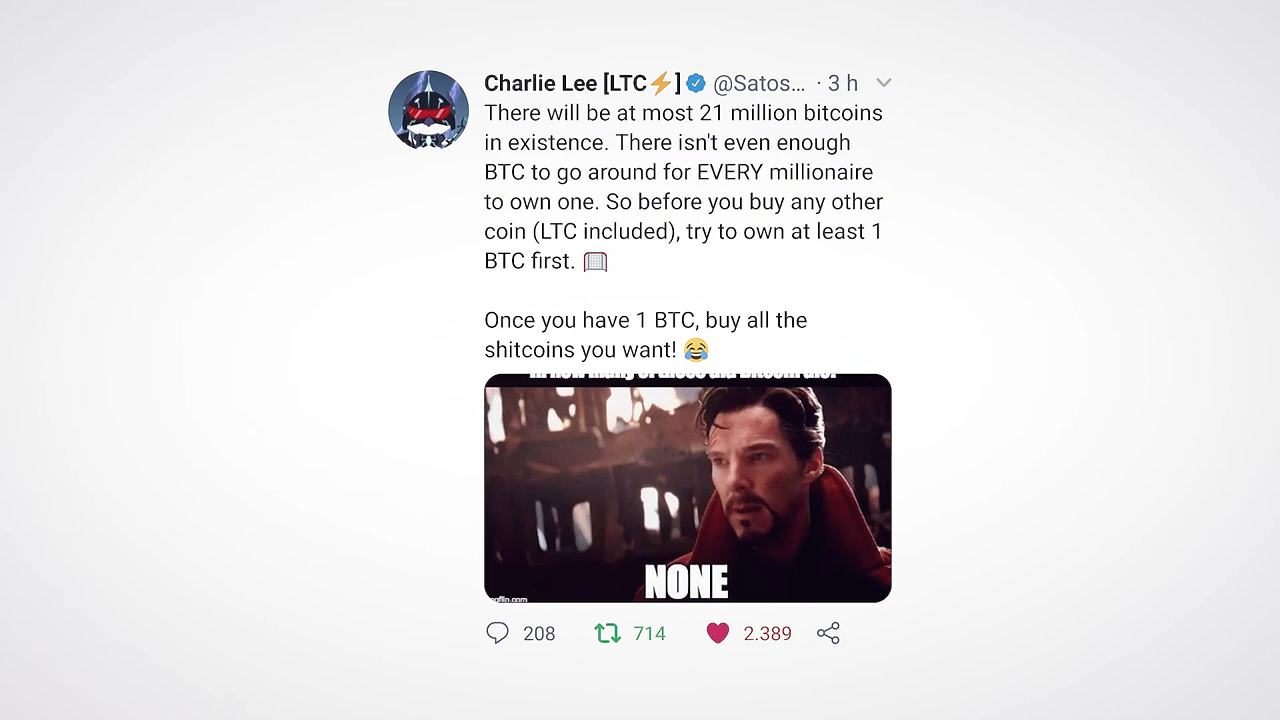 Charlie Lee [LTC⚡] @Satos... · 3 h
There will be at most 21 million bitcoins
in existence. There isn't even enough
BTC to go around for EVERY millionaire
to own one. So before you buy any other
coin (LTC included), try to own at least 1
BTC first. 🥅
Once you have 1 BTC, buy all the
shitcoins you want! 😂
NONE
imgflip.com
208 714 2.389